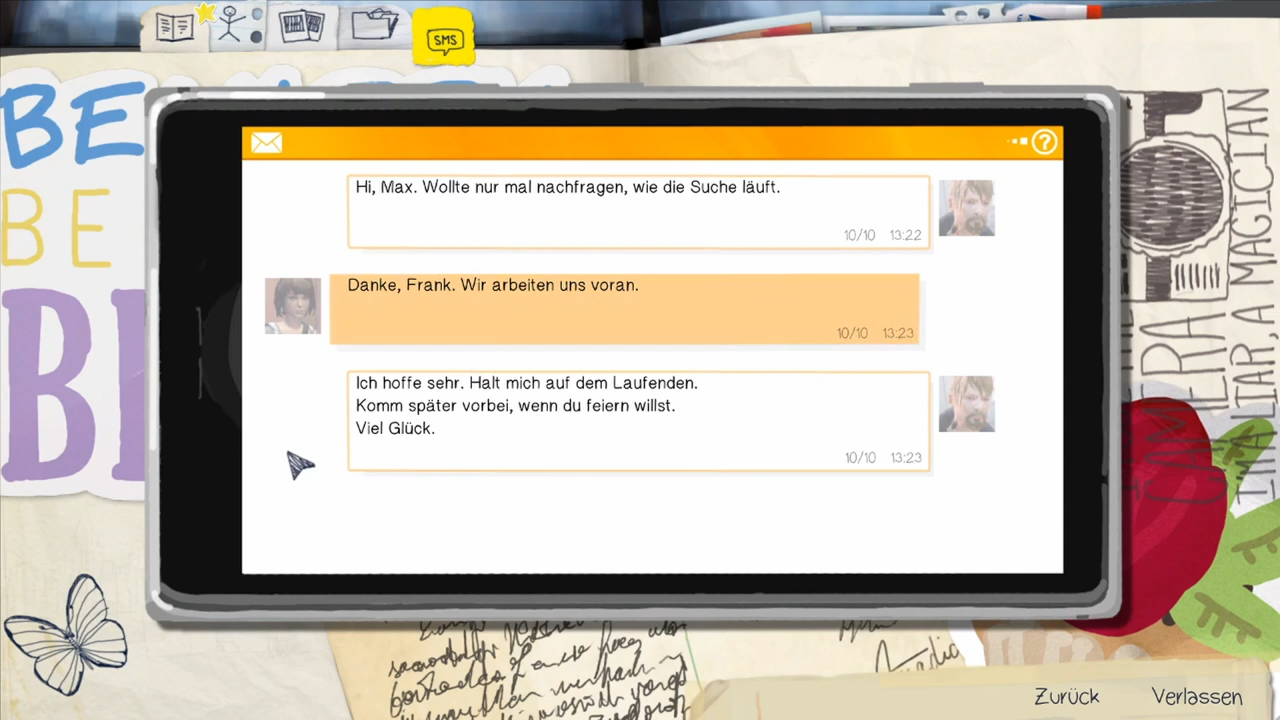 SMS
BE
BE
Hi, Max. Wollte nur mal nachfragen, wie die Suche läuft.
10/10 13:22
Danke, Frank. Wir arbeiten uns voran.
10/10 13:23
Ich hoffe sehr. Halt mich auf dem Laufenden.
Komm später vorbei, wenn du feiern willst.
Viel Glück.
10/10 13:23
CAMERA
I'M A LIAR, A MAGICIAN
Zurück Verlassen